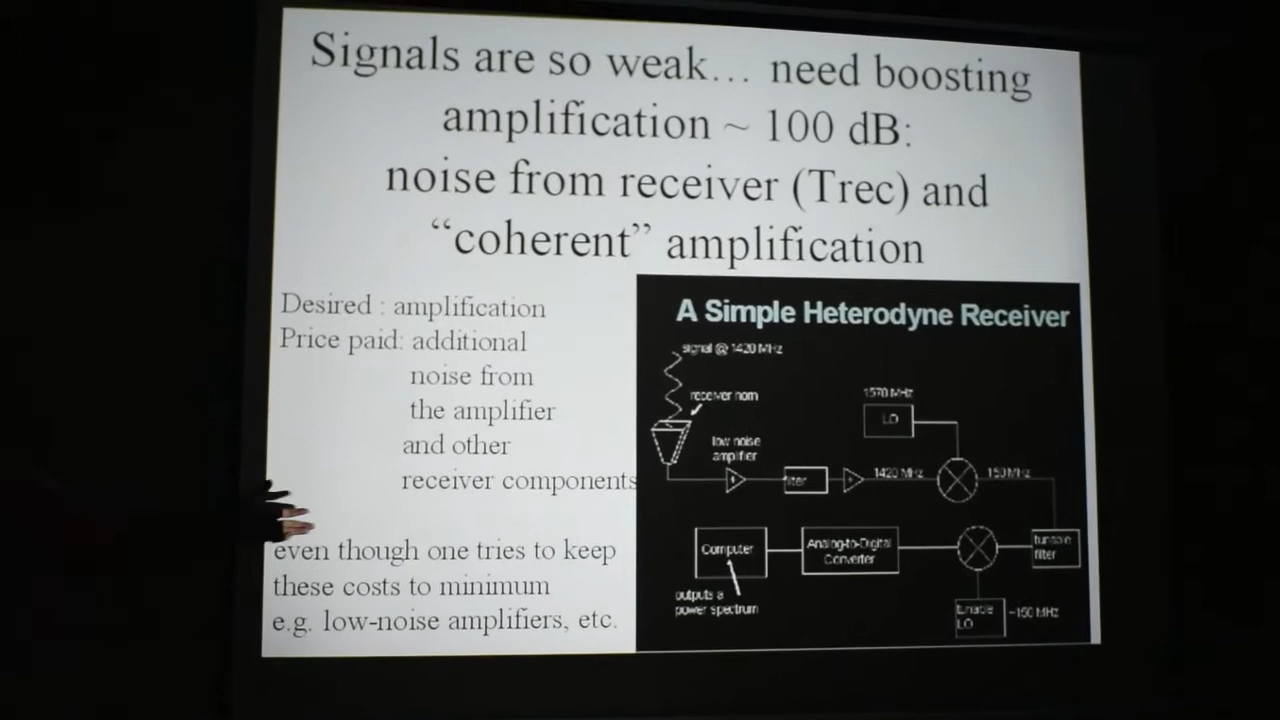 Signals are so weak… need boosting
amplification ~ 100 dB:
noise from receiver (Trec) and
“coherent” amplification
Desired : amplification
Price paid: additional
noise from
the amplifier
and other
receiver components
even though one tries to keep
these costs to minimum
e.g. low-noise amplifiers, etc.
A Simple Heterodyne Receiver
signal @ 1420 MHz
receiver horn
low noise
amplifier
filter
1420 MHz
1570 MHz
LO
150 MHz
tunable
filter
tunable
LO
~150 MHz
Analog-to-Digital
Converter
Computer
outputs a
power spectrum